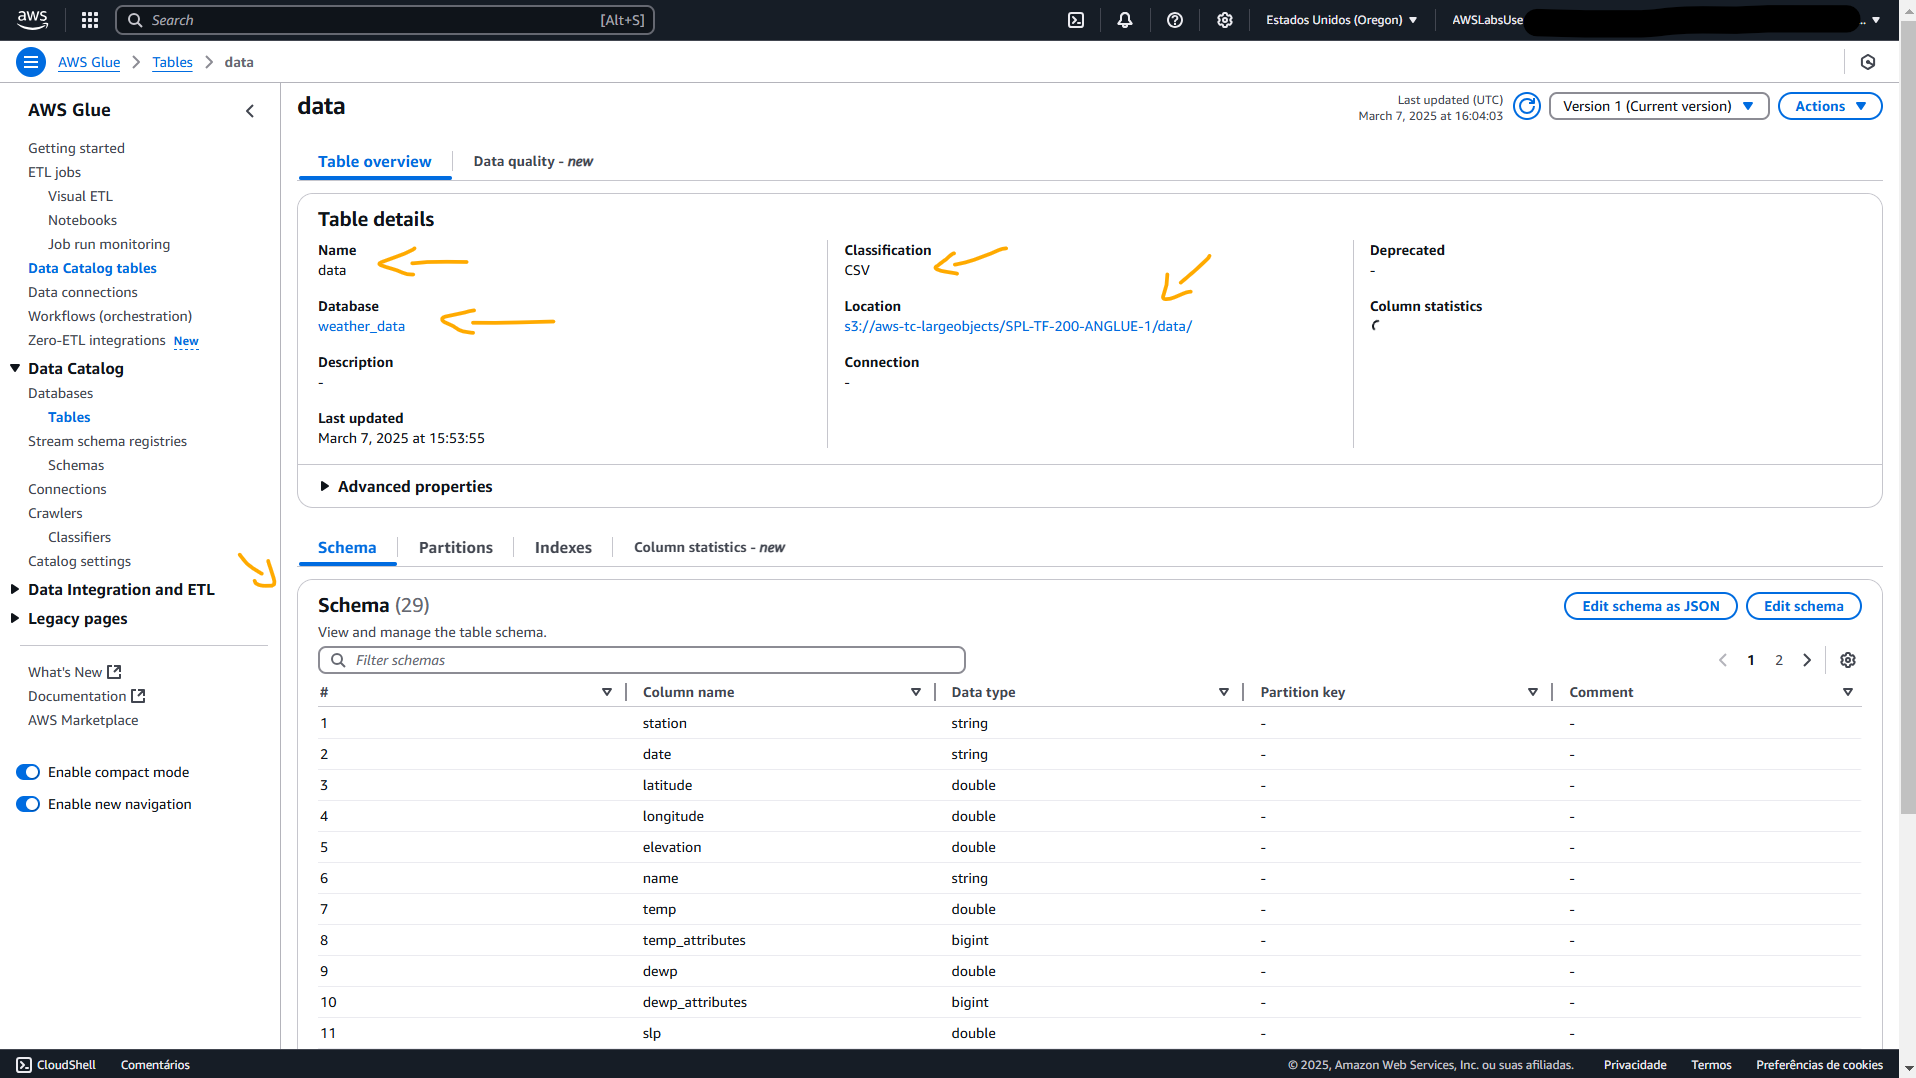 aws
Search
[Alt+S]
Estados Unidos (Oregon)
AWSLabsUse
AWS Glue
Tables
data
AWS Glue
Getting started
ETL jobs
Visual ETL
Notebooks
Job run monitoring
Data Catalog tables
Data connections
Workflows (orchestration)
Zero-ETL integrations New
Data Catalog
Databases
Tables
Stream schema registries
Schemas
Connections
Crawlers
Classifiers
Catalog settings
Data Integration and ETL
Legacy pages
What's New
Documentation
AWS Marketplace
Enable compact mode
Enable new navigation
data
Last updated (UTC)
March 7, 2025 at 16:04:03
Version 1 (Current version)
Actions
Table overview
Data quality - new
Table details
Name
data
Database
weather_data
Description
-
Last updated
March 7, 2025 at 15:53:55
Classification
CSV
Location
s3://aws-tc-largeobjects/SPL-TF-200-ANGLUE-1/data/
Connection
-
Deprecated
-
Column statistics
Advanced properties
Schema
Partitions
Indexes
Column statistics - new
Schema (29)
View and manage the table schema.
Edit schema as JSON
Edit schema
Filter schemas
1 2
# Column name Data type Partition key Comment
1 station string - -
2 date string - -
3 latitude double - -
4 longitude double - -
5 elevation double - -
6 name string - -
7 temp double - -
8 temp_attributes bigint - -
9 dewp double - -
10 dewp_attributes bigint - -
11 slp double - -
CloudShell
Comentários
© 2025, Amazon Web Services, Inc. ou suas afiliadas.
Privacidade
Termos
Preferências de cookies